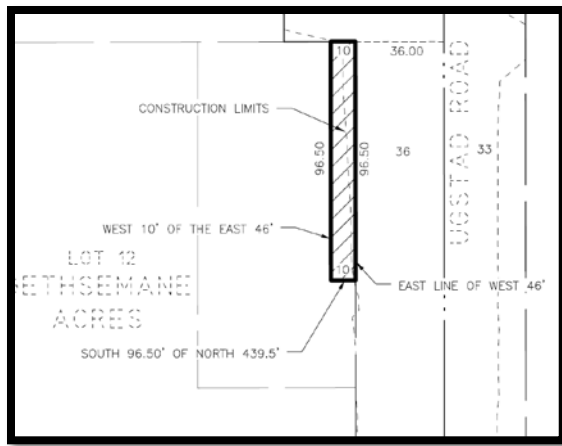 10
36.00
CONSTRUCTION LIMITS
UGSTAD ROAD
96.50
96.50
36
33
WEST 10' OF THE EAST 46'
LOT 12
ETHSEMANE
ACRES
10
EAST LINE OF WEST 46'
SOUTH 96.50' OF NORTH 439.5'